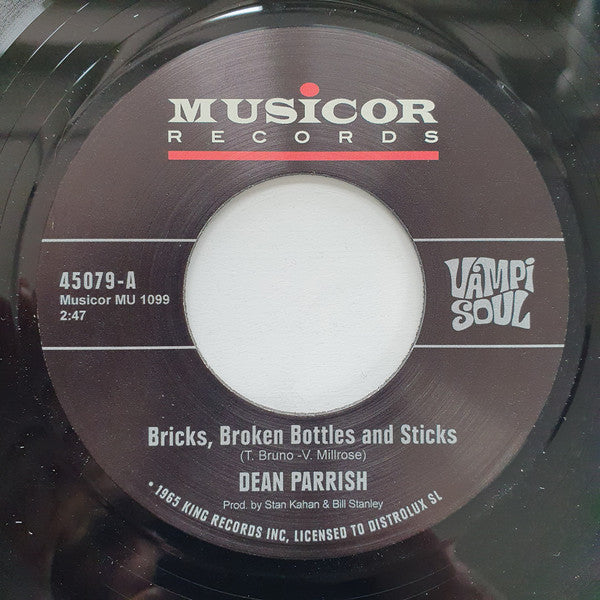 MUSICOR
RECORDS
45079-A
Musicor MU 1099
2:47
VAMPI
SOUL
Bricks, Broken Bottles and Sticks
(T. Bruno -V. Millrose)
DEAN PARRISH
Prod. by Stan Kahan & Bill Stanley
• 1965 KING RECORDS INC, LICENSED TO DISTROLUX SL